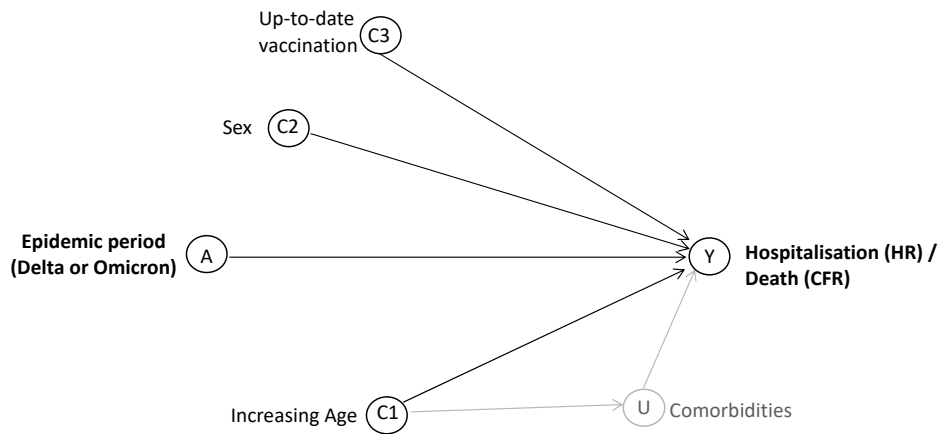 Up-to-date
vaccination
C3
Sex
C2
Epidemic period
(Delta or Omicron)
A
Y
Hospitalisation (HR) /
Death (CFR)
Increasing Age
C1
U
Comorbidities